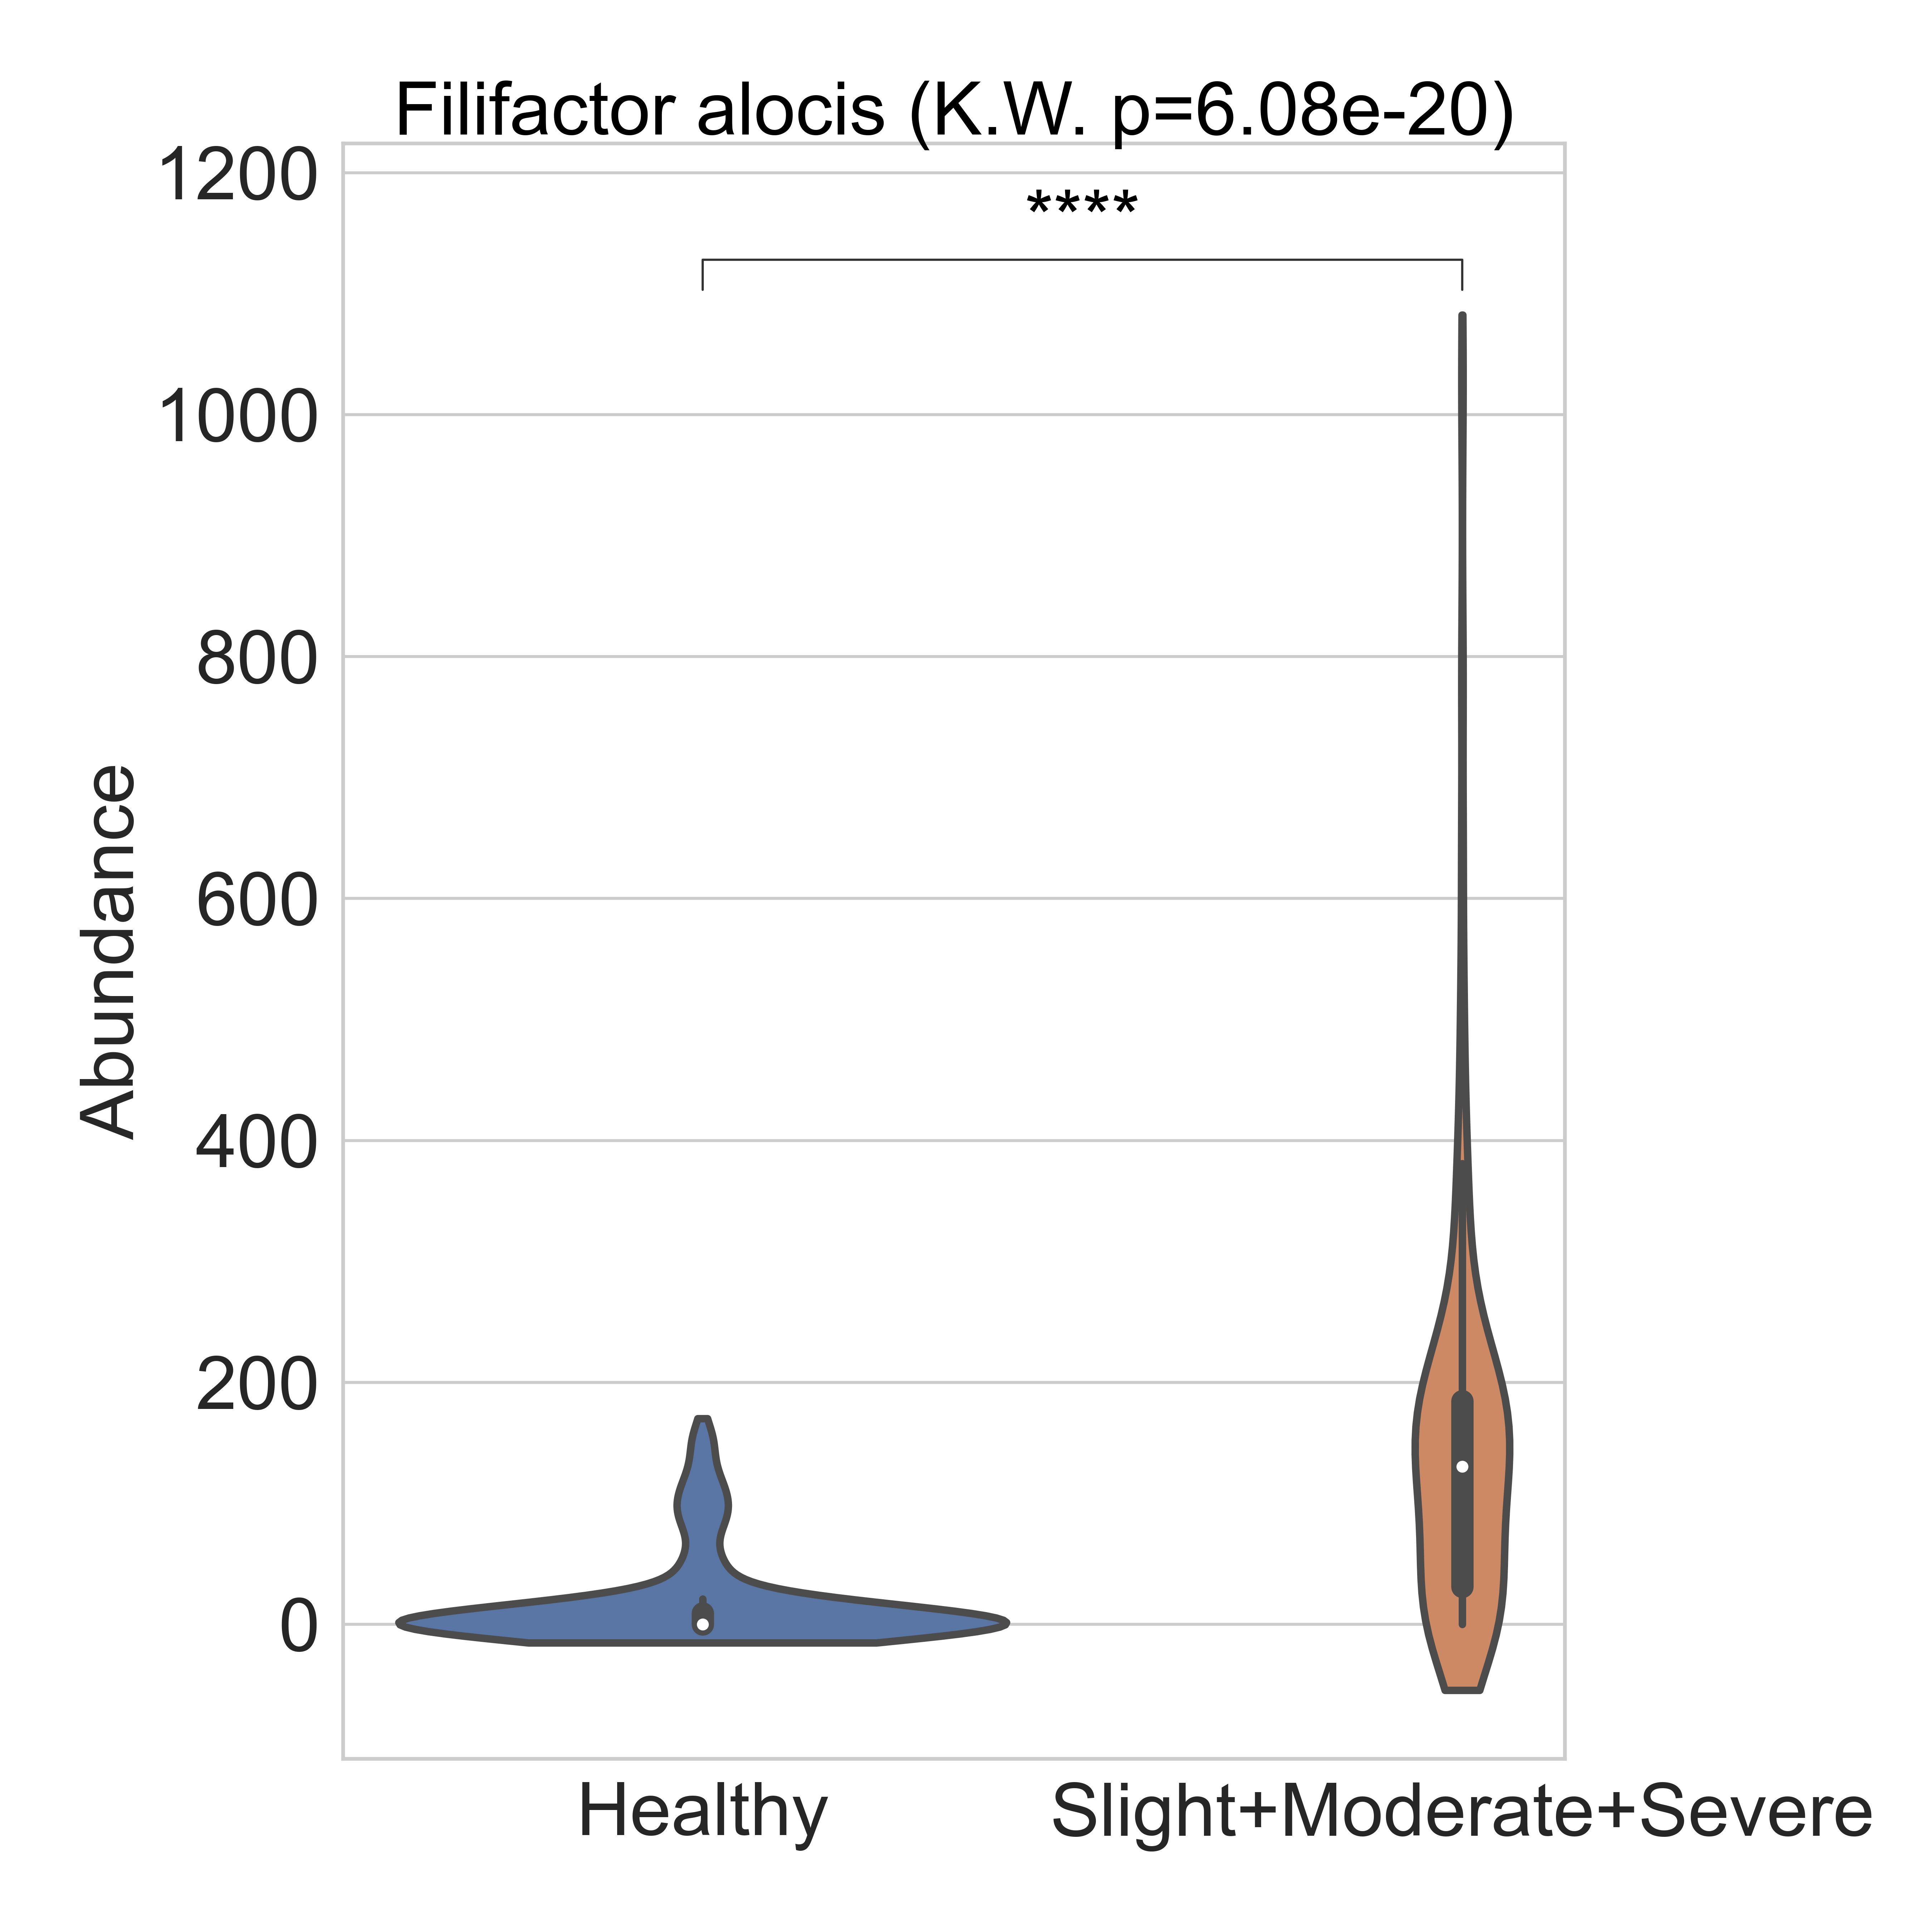 Filifactor alocis (K.W. p=6.08e-20)
1200
****
1000
800
600
400
200
0
Abundance
Healthy
Slight+Moderate+Severe